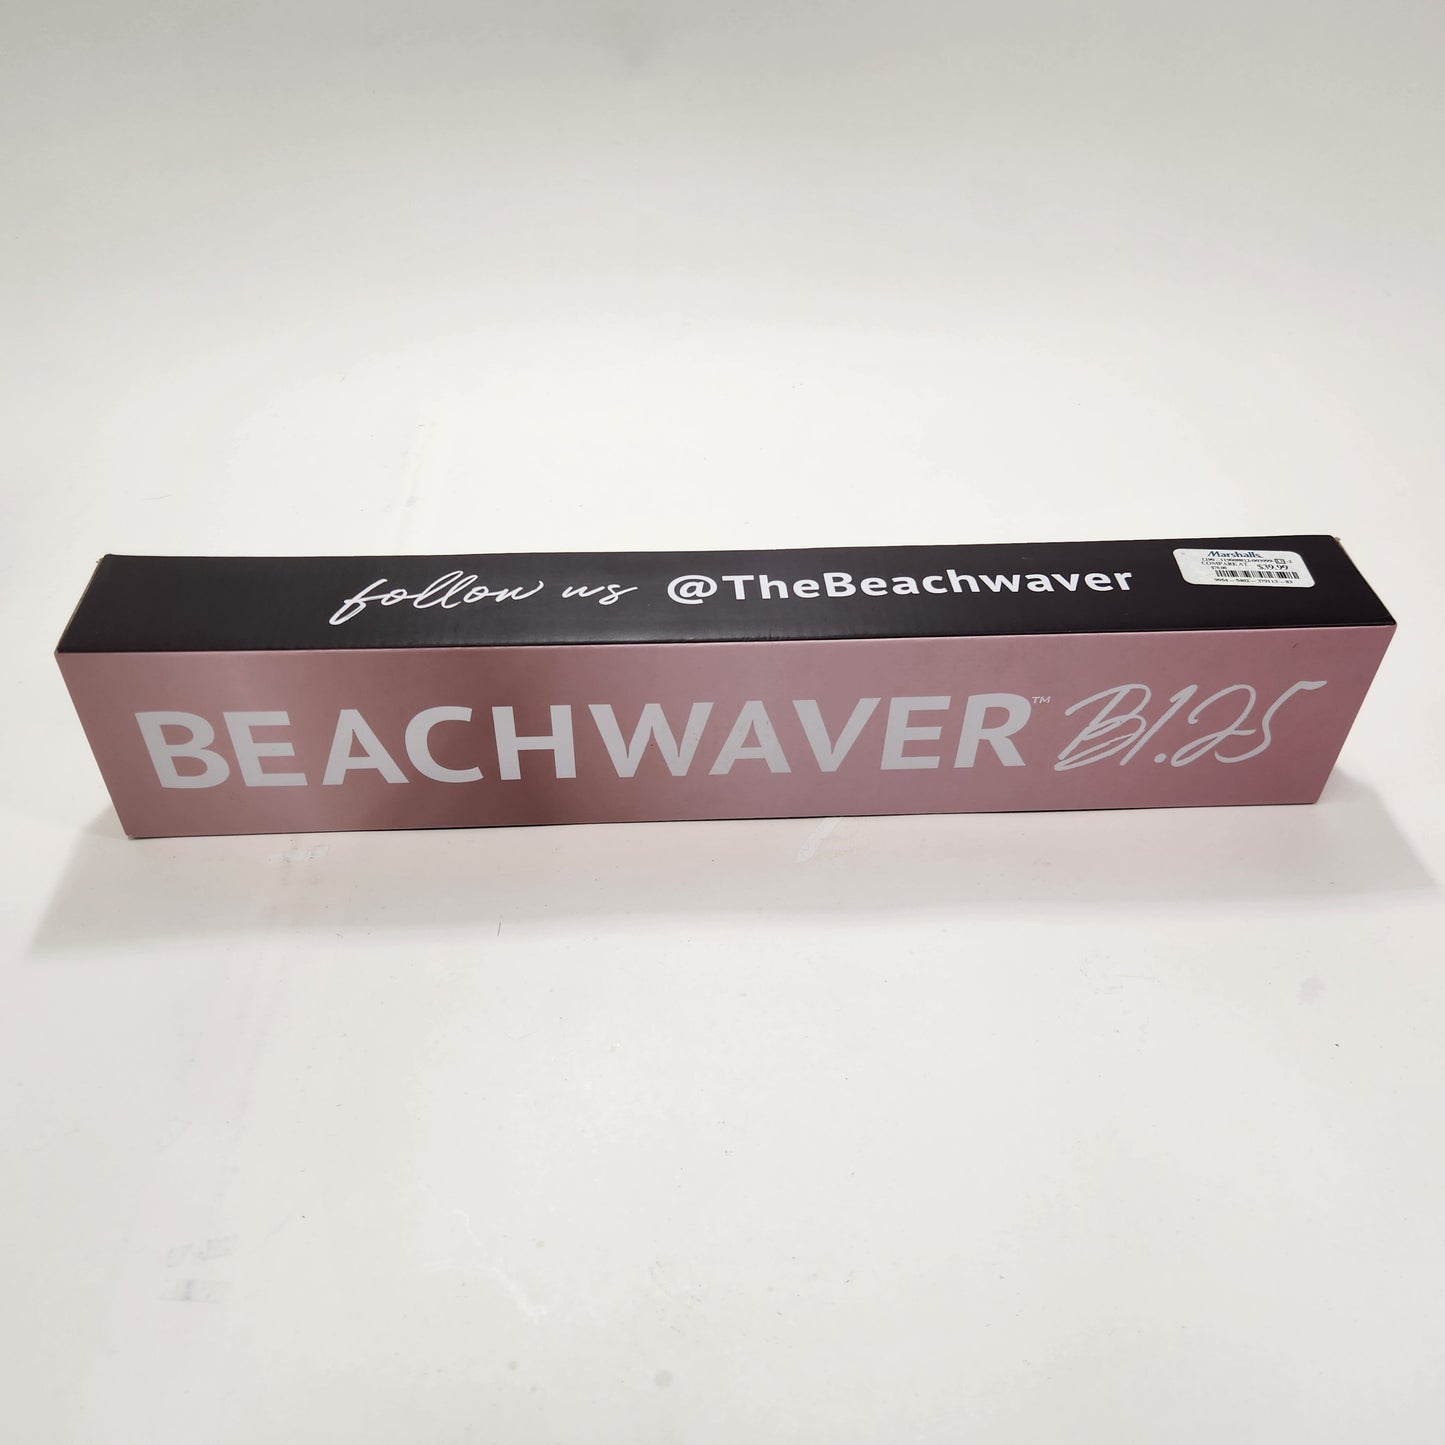 follow us @TheBeachwaver
Marshalls
COMPARE AT
$39.99
BEACHWAVER™ B1.25